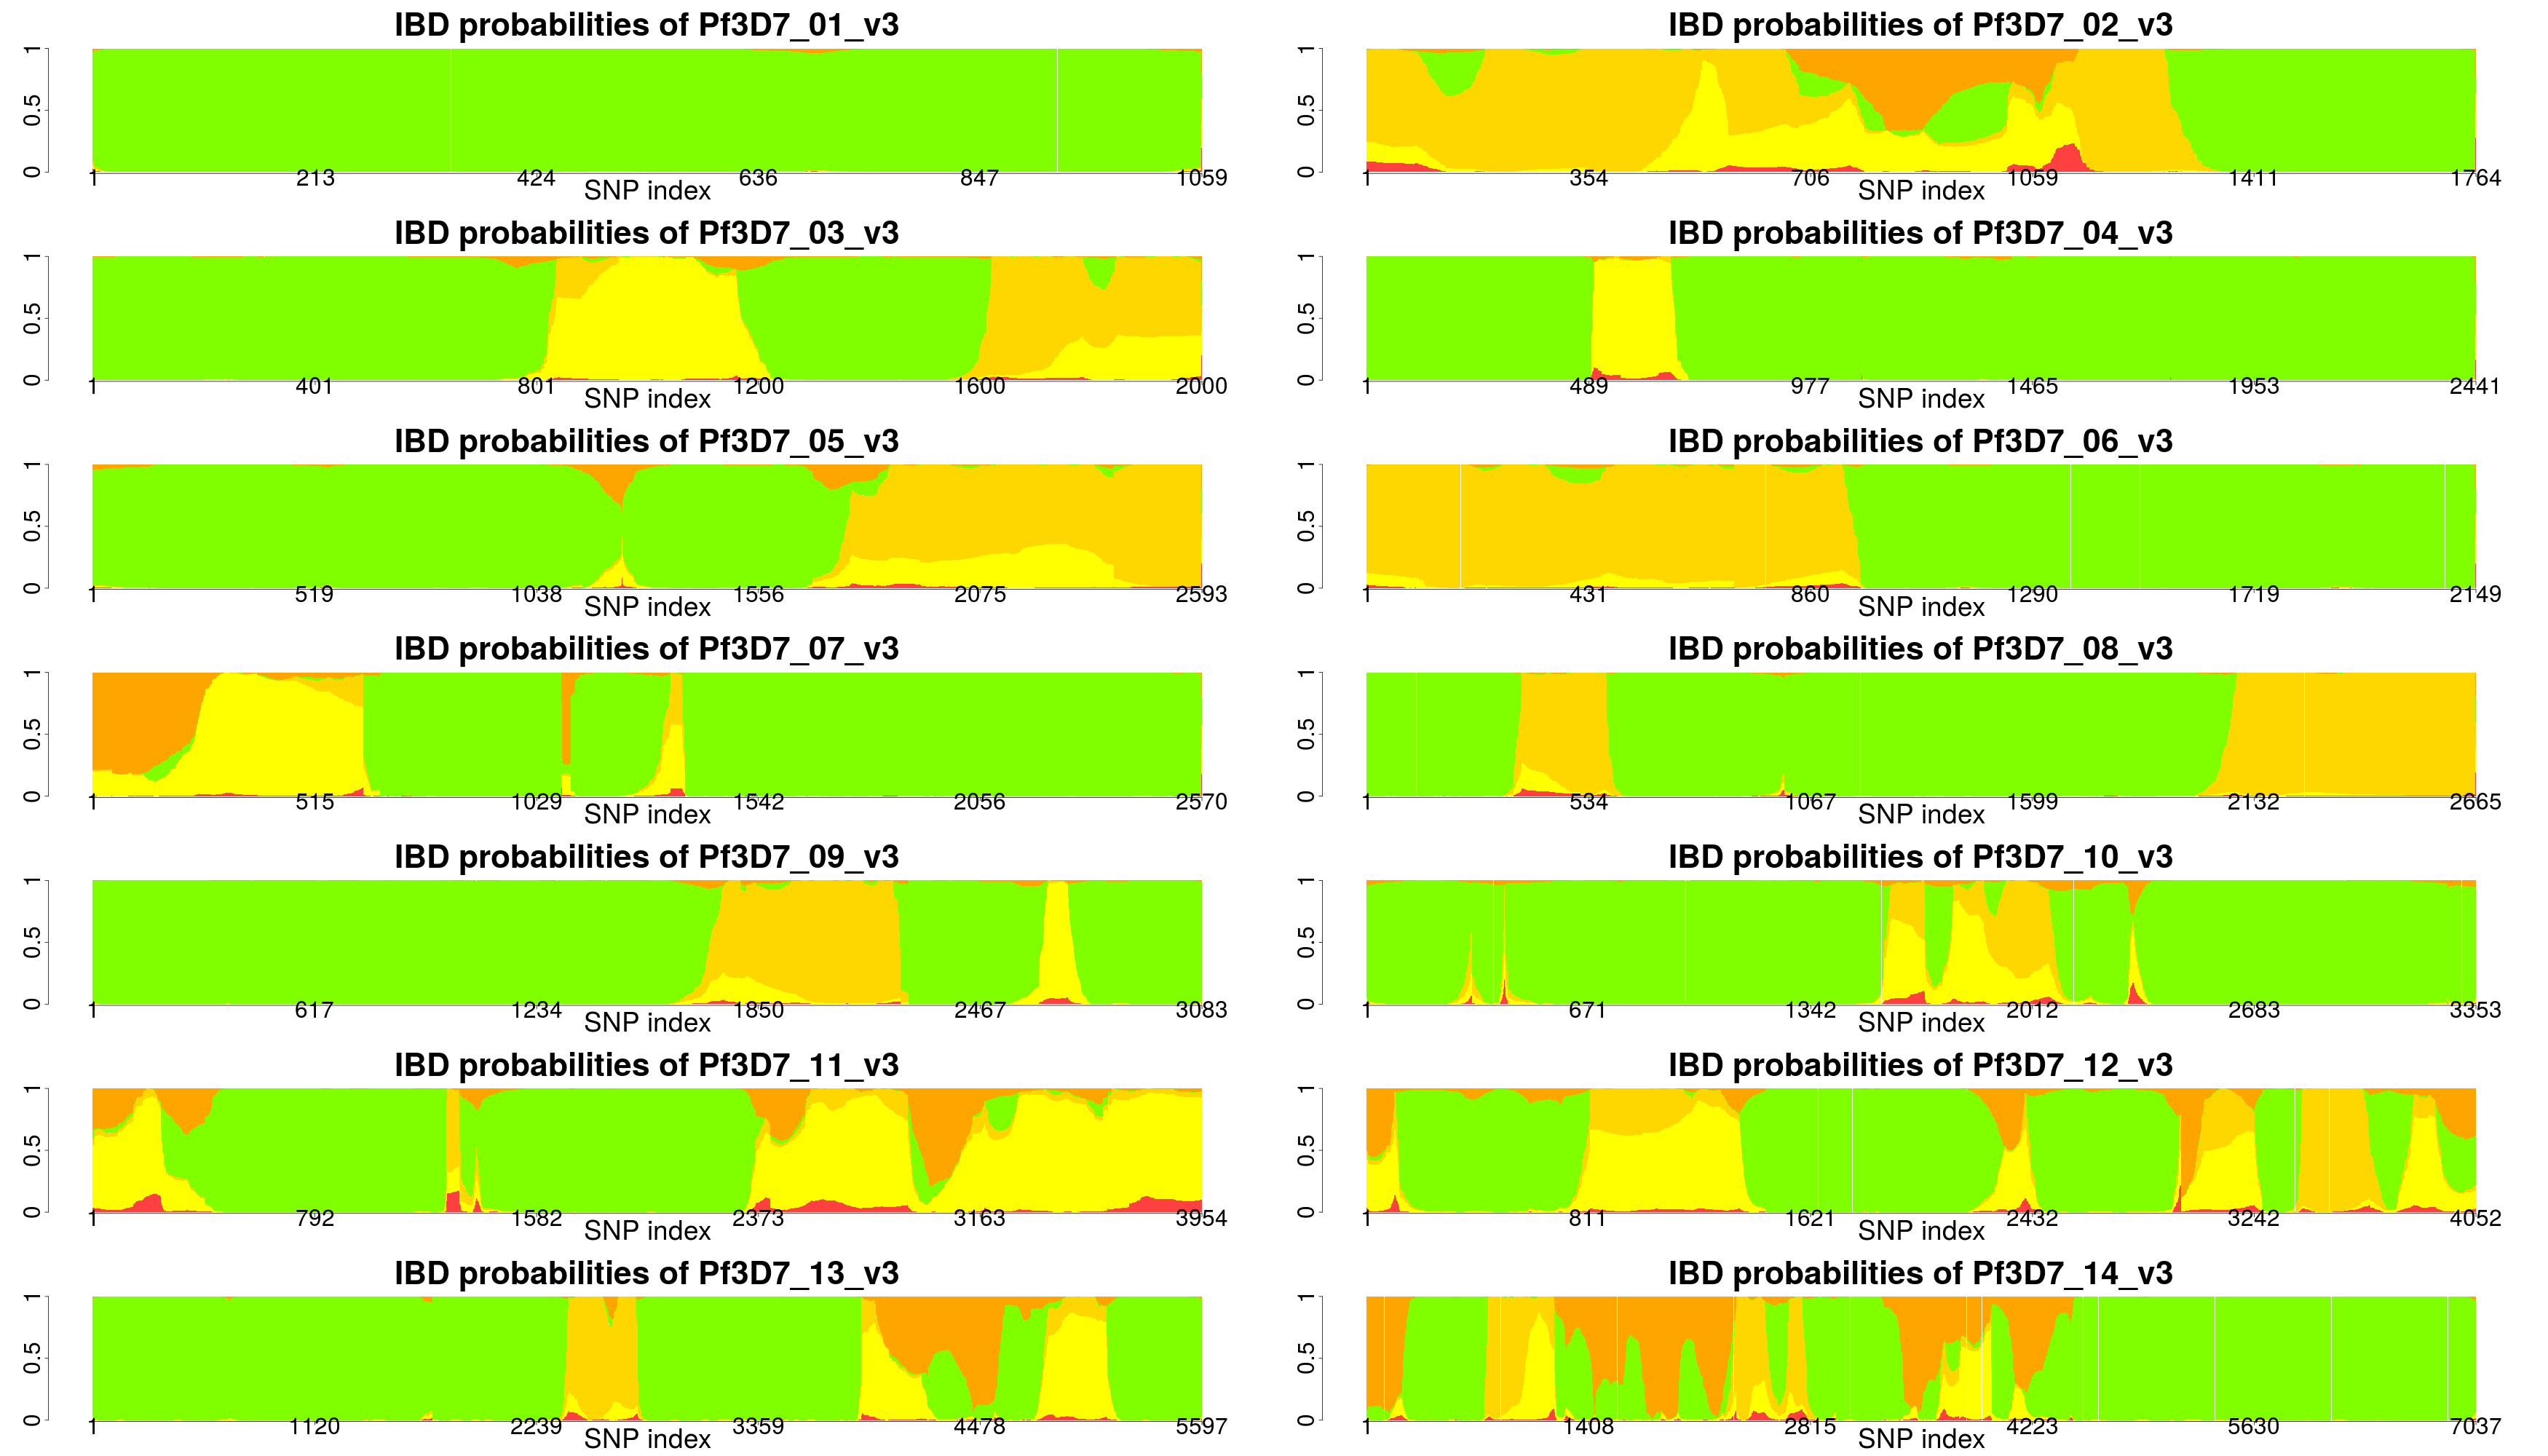 IBD probabilities of Pf3D7_01_v3
1
0.5
0
1 213 424 636 847 1059
SNP index
IBD probabilities of Pf3D7_02_v3
1
0.5
0
1 354 706 1059 1411 1764
SNP index
IBD probabilities of Pf3D7_03_v3
1
0.5
0
1 401 801 1200 1600 2000
SNP index
IBD probabilities of Pf3D7_04_v3
1
0.5
0
1 489 977 1465 1953 2441
SNP index
IBD probabilities of Pf3D7_05_v3
1
0.5
0
1 519 1038 1556 2075 2593
SNP index
IBD probabilities of Pf3D7_06_v3
1
0.5
0
1 431 860 1290 1719 2149
SNP index
IBD probabilities of Pf3D7_07_v3
1
0.5
0
1 515 1029 1542 2056 2570
SNP index
IBD probabilities of Pf3D7_08_v3
1
0.5
0
1 534 1067 1599 2132 2665
SNP index
IBD probabilities of Pf3D7_09_v3
1
0.5
0
1 617 1234 1850 2467 3083
SNP index
IBD probabilities of Pf3D7_10_v3
1
0.5
0
1 671 1342 2012 2683 3353
SNP index
IBD probabilities of Pf3D7_11_v3
1
0.5
0
1 792 1582 2373 3163 3954
SNP index
IBD probabilities of Pf3D7_12_v3
1
0.5
0
1 811 1621 2432 3242 4052
SNP index
IBD probabilities of Pf3D7_13_v3
1
0.5
0
1 1120 2239 3359 4478 5597
SNP index
IBD probabilities of Pf3D7_14_v3
1
0.5
0
1 1408 2815 4223 5630 7037
SNP index